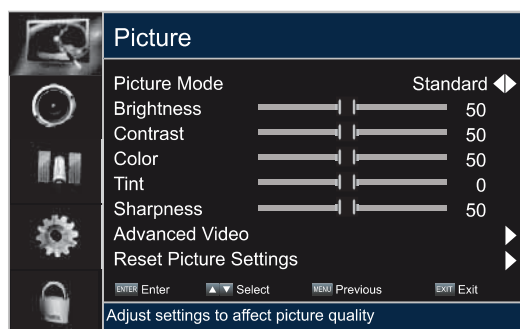 Picture
Picture Mode Standard
Brightness 50
Contrast 50
Color 50
Tint 0
Sharpness 50
Advanced Video
Reset Picture Settings
ENTER Enter Select MENU Previous EXIT Exit
Adjust settings to affect picture quality